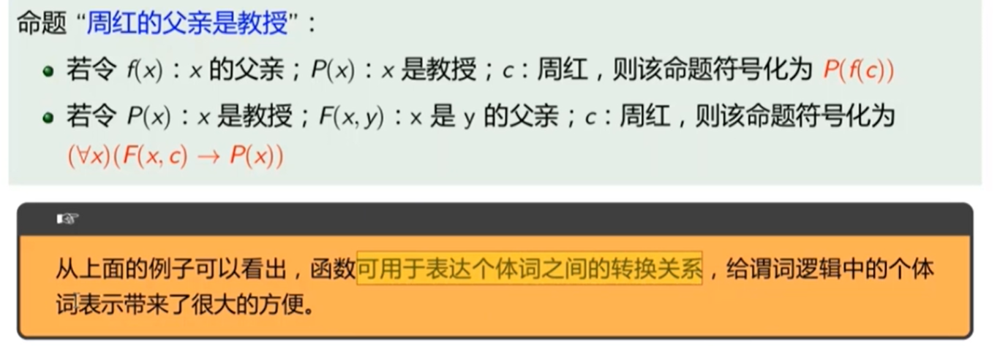 命题 “周红的父亲是教授”：
若令 f(x)：x 的父亲；P(x)：x 是教授；c：周红，则该命题符号化为 P(f(c))
若令 P(x)：x 是教授；F(x, y)：x 是 y 的父亲；c：周红，则该命题符号化为
(∀x)(F(x, c) → P(x))
从上面的例子可以看出，函数可用于表达个体词之间的转换关系，给谓词逻辑中的个体
词表示带来了很大的方便。